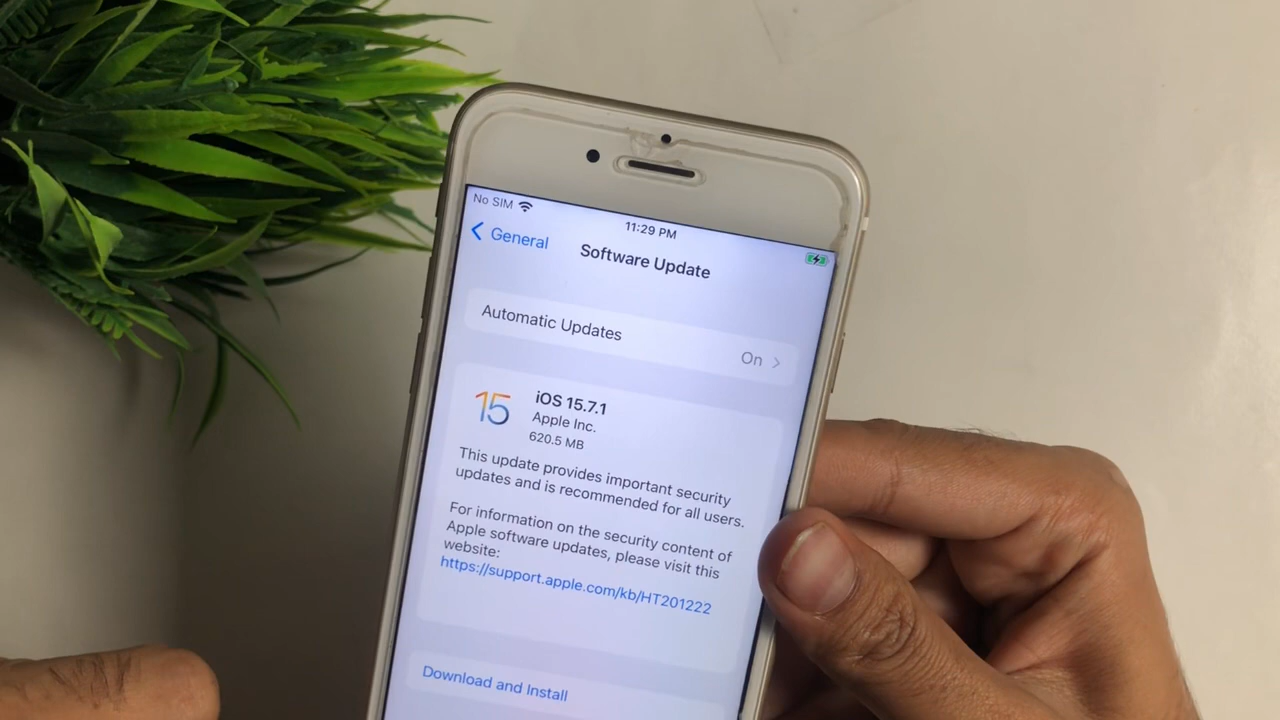 No SIM
11:29 PM
General
Software Update
Automatic Updates
On
15
iOS 15.7.1
Apple Inc.
620.5 MB
This update provides important security
updates and is recommended for all users.
For information on the security content of
Apple software updates, please visit this
website:
https://support.apple.com/kb/HT201222
Download and Install